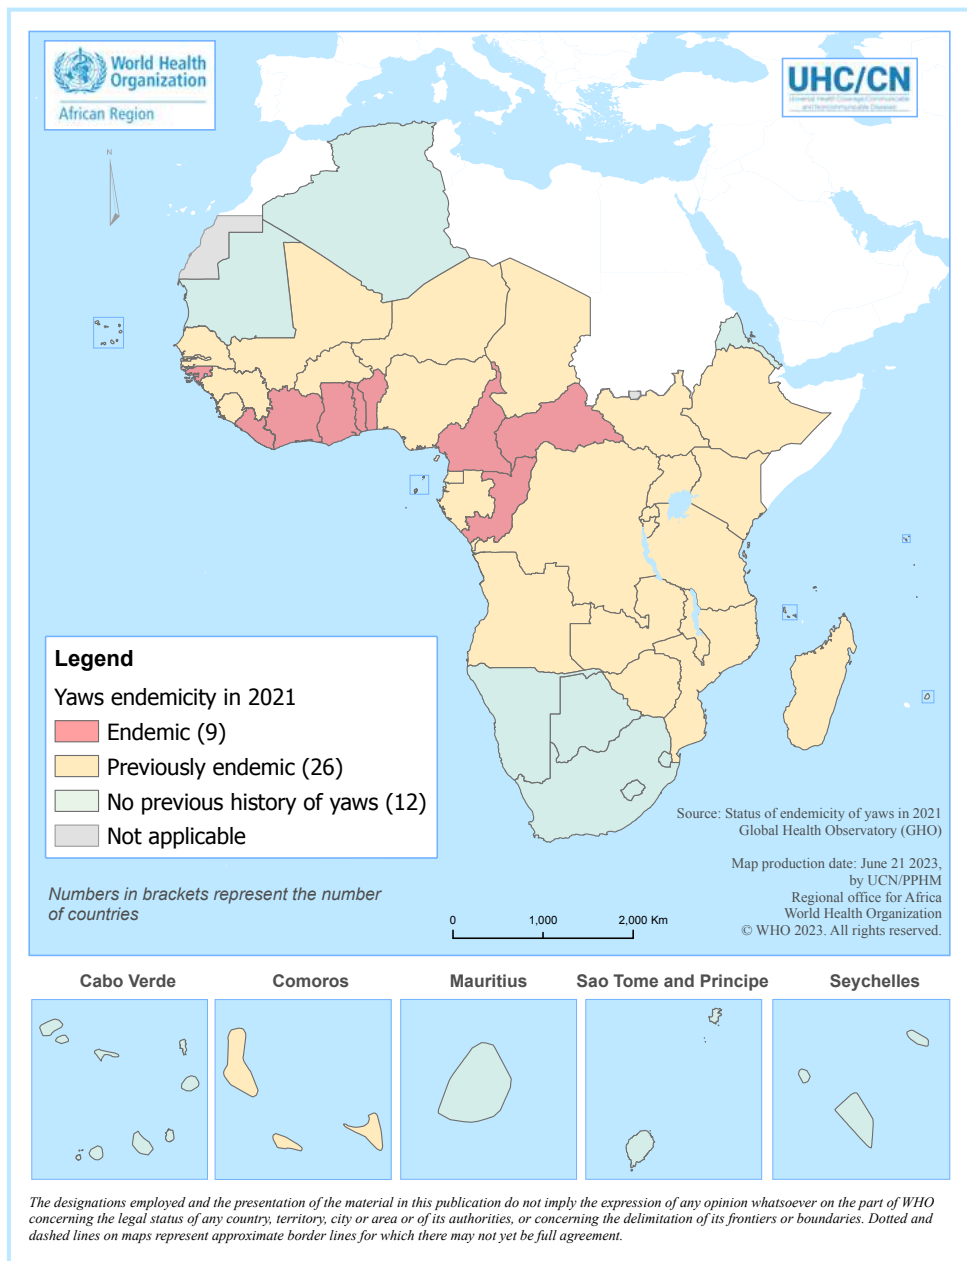 World Health
Organization
African Region
UHC/CN
Universal Health Coverage/Communicable
and Noncommunicable Diseases
N
Legend
Yaws endemicity in 2021
Endemic (9)
Previously endemic (26)
No previous history of yaws (12)
Not applicable
Numbers in brackets represent the number
of countries
0 1,000 2,000 Km
Source: Status of endemicity of yaws in 2021
Global Health Observatory (GHO)
Map production date: June 21 2023,
by UCN/PPHM
Regional office for Africa
World Health Organization
© WHO 2023. All rights reserved.
Cabo Verde
Comoros
Mauritius
Sao Tome and Principe
Seychelles
The designations employed and the presentation of the material in this publication do not imply the expression of any opinion whatsoever on the part of WHO
concerning the legal status of any country, territory, city or area or of its authorities, or concerning the delimitation of its frontiers or boundaries. Dotted and
dashed lines on maps represent approximate border lines for which there may not yet be full agreement.